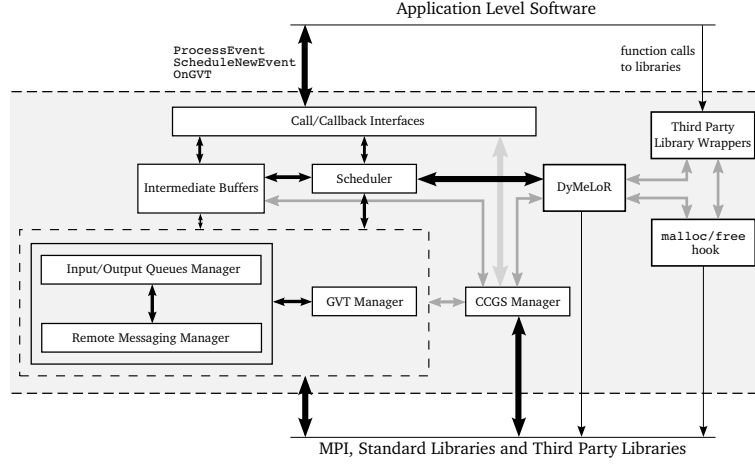 Application Level Software
ProcessEvent
ScheduleNewEvent
OnGVT
function calls
to libraries
Call/Callback Interfaces
Third Party
Library Wrappers
Intermediate Buffers
Scheduler
DyMeLoR
malloc/free
hook
Input/Output Queues Manager
GVT Manager
CCGS Manager
Remote Messaging Manager
MPI, Standard Libraries and Third Party Libraries